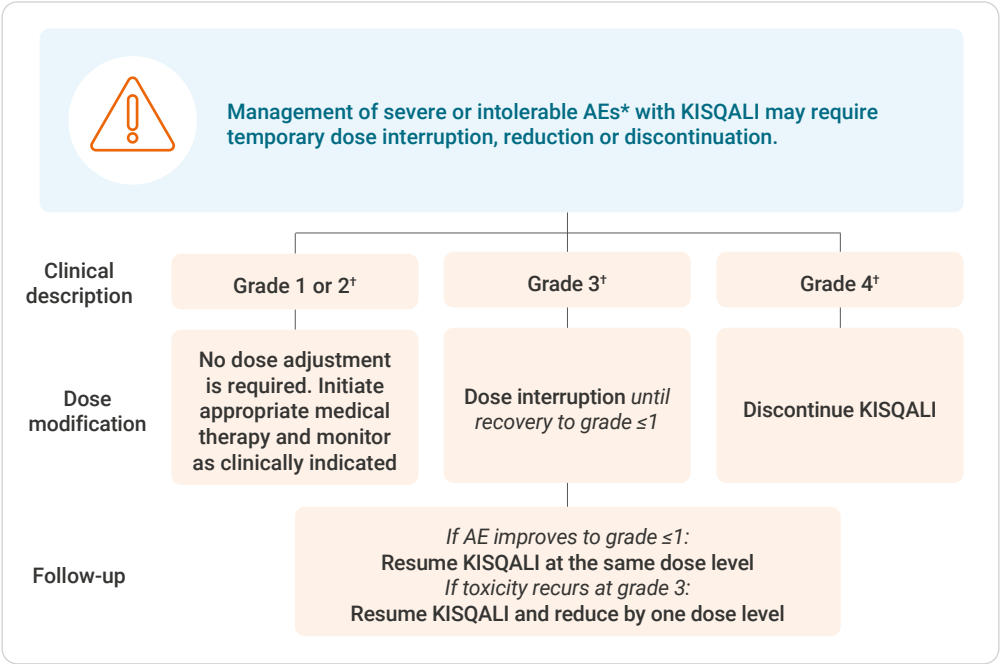 Management of severe or intolerable AEs* with KISQALI may require
temporary dose interruption, reduction or discontinuation.
Clinical
description
Grade 1 or 2†
Grade 3†
Grade 4†
Dose
modification
No dose adjustment
is required. Initiate
appropriate medical
therapy and monitor
as clinically indicated
Dose interruption until
recovery to grade ≤1
Discontinue KISQALI
Follow-up
If AE improves to grade ≤1:
Resume KISQALI at the same dose level
If toxicity recurs at grade 3:
Resume KISQALI and reduce by one dose level